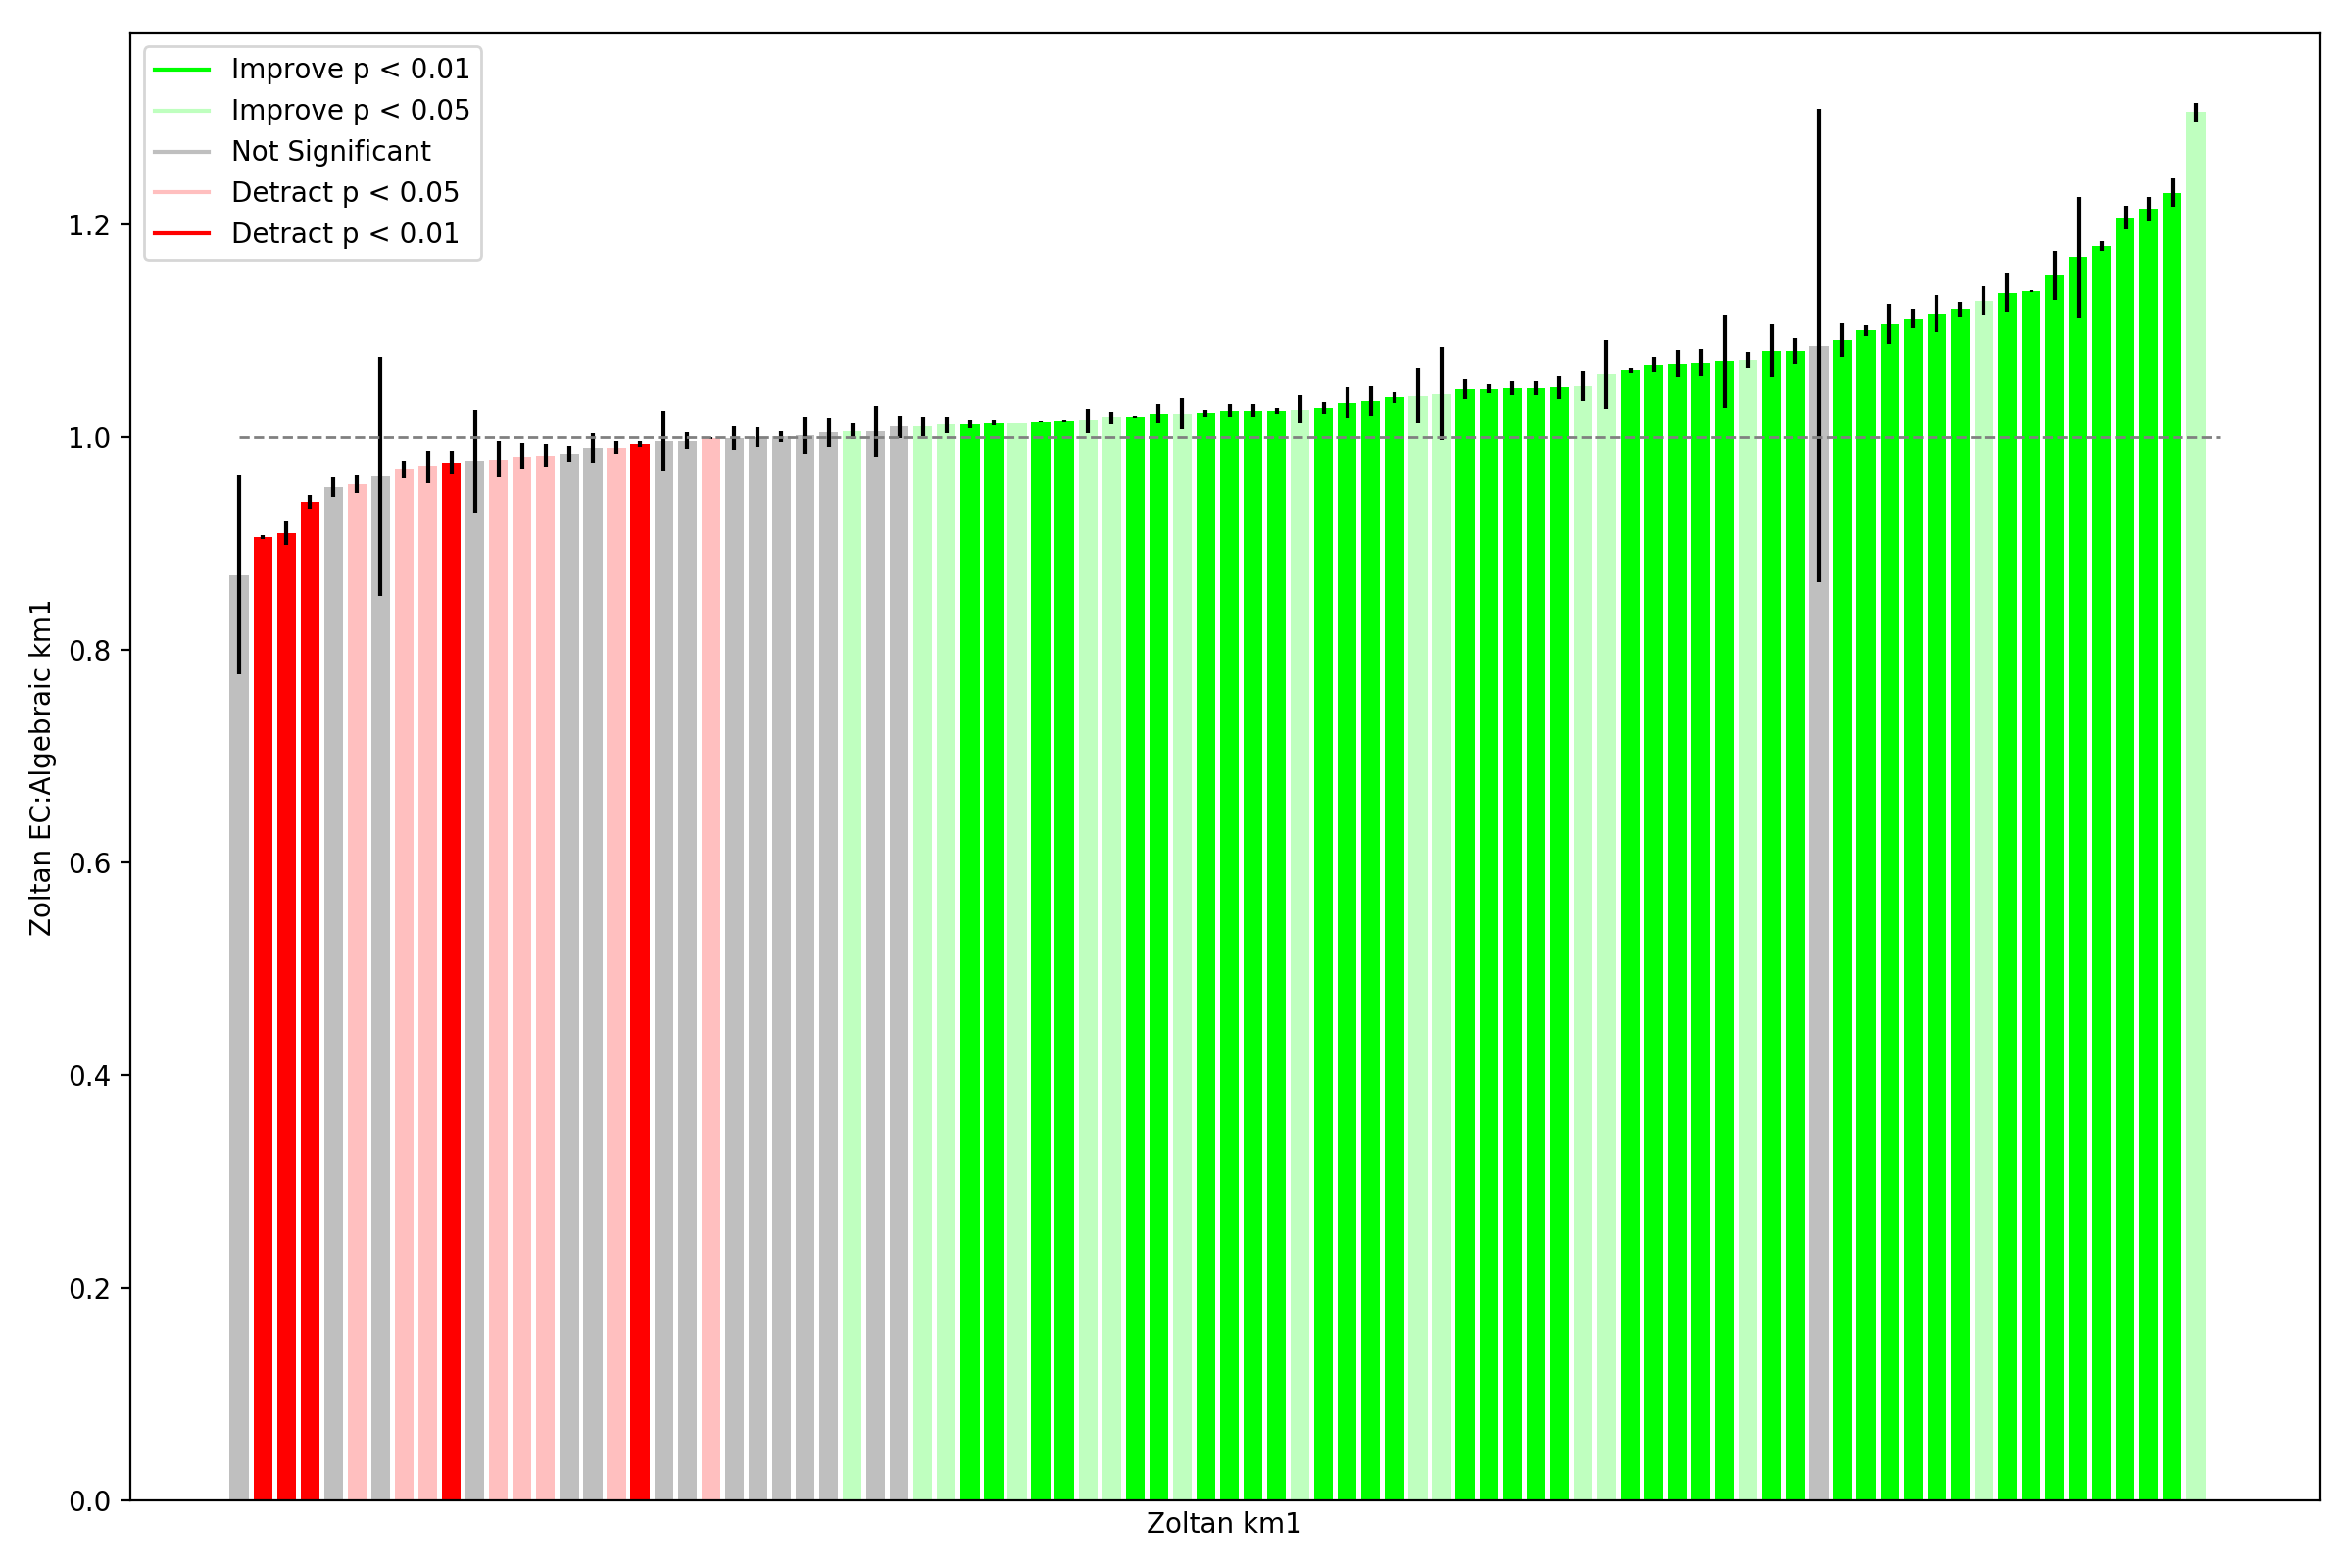 Improve p < 0.01
Improve p < 0.05
Not Significant
Detract p < 0.05
Detract p < 0.01
1.2
1.0
0.8
0.6
0.4
0.2
0.0
Zoltan EC:Algebraic km1
Zoltan km1